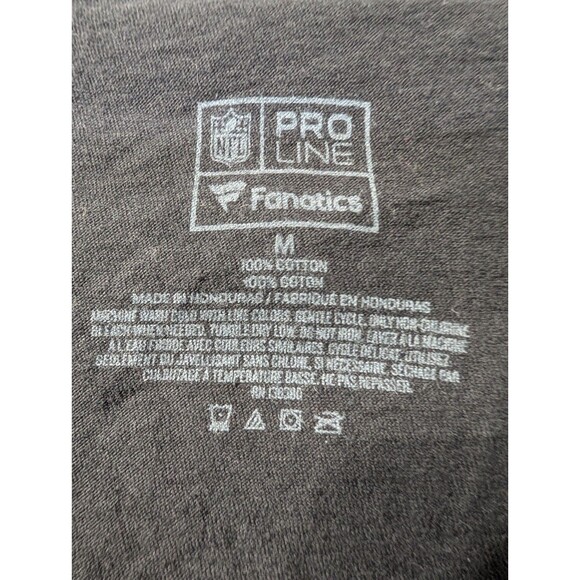 NFL
PRO
LINE
Fanatics
M
100% COTTON
100% COTON
MADE IN HONDURAS / FABRIQUÉ EN HONDURAS
MACHINE WASH COLD WITH LIKE COLORS. GENTLE CYCLE. ONLY NON-CHLORINE
BLEACH WHEN NEEDED. TUMBLE DRY LOW. DO NOT IRON. LAVER À LA MACHINE
À L'EAU FROIDE AVEC COULEURS SIMILAIRES. CYCLE DÉLICAT. UTILISEZ
SEULEMENT DU JAVELLISANT SANS CHLORE, SI NÉCESSAIRE. SÉCHAGE PAR
CULBUTAGE À TEMPÉRATURE BASSE. NE PAS REPASSER.
RN 136380